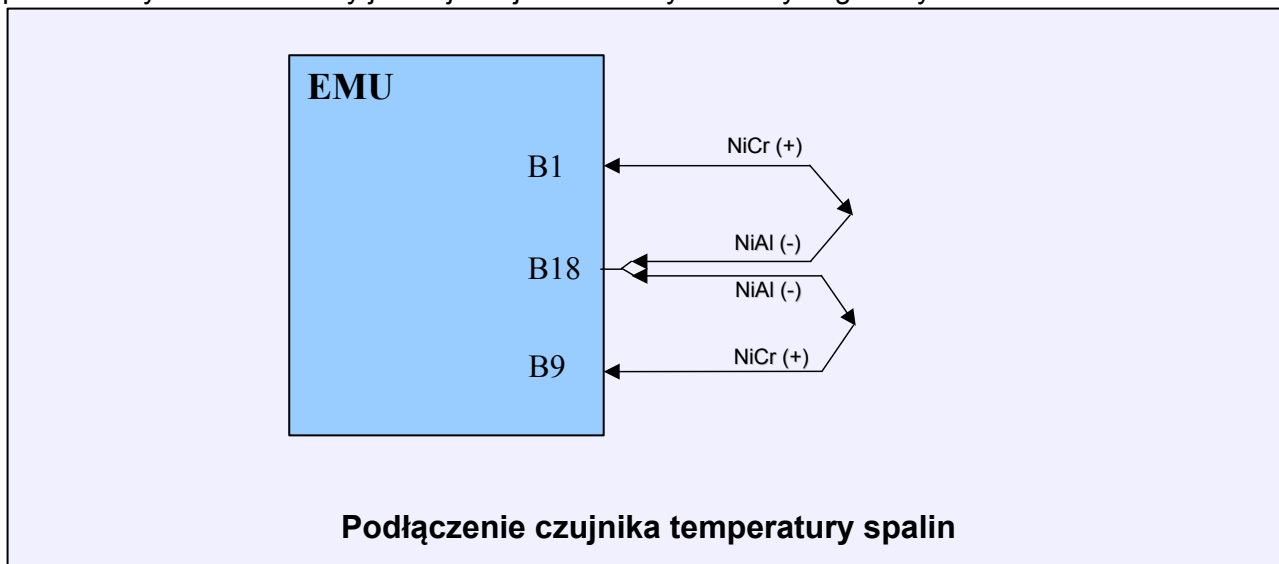 EMU
NiCr (+)
B1
NiAl (-)
B18
NiAl (-)
NiCr (+)
B9
Podłączenie czujnika temperatury spalin